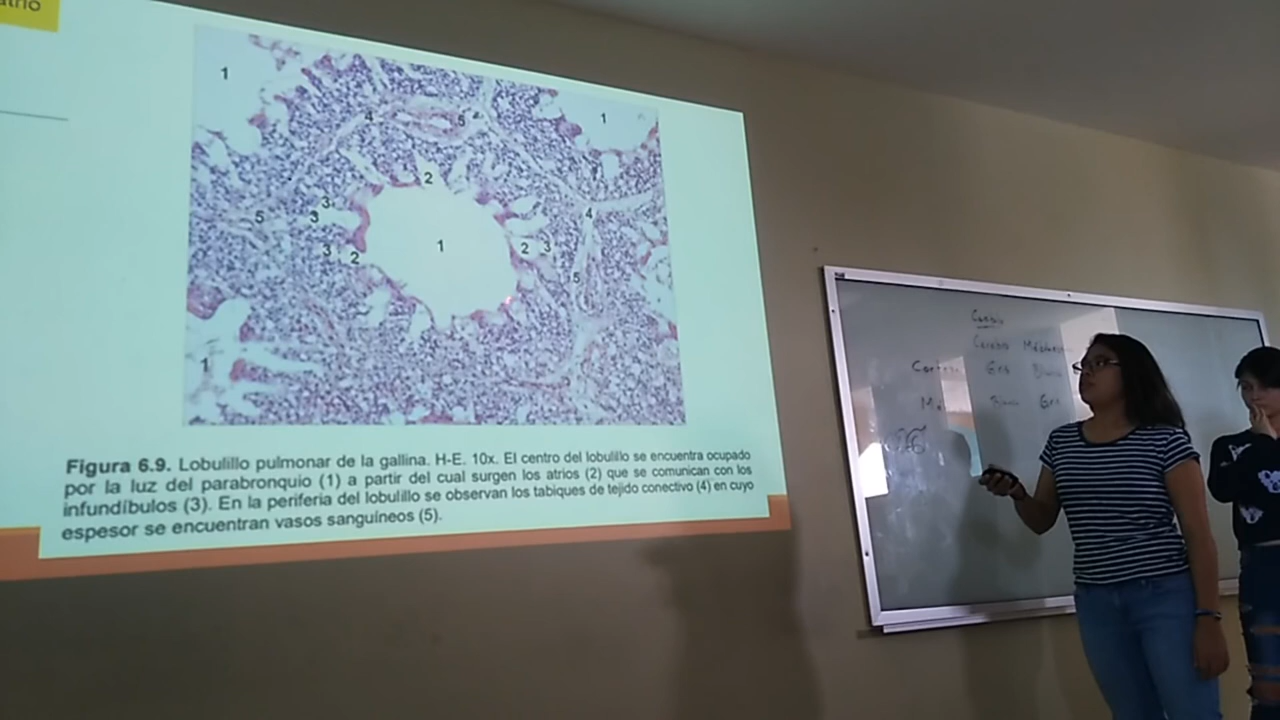 1
1
4
5
2
3
5
3
4
1
2
3
3
2
5
1
Figura 6.9. Lobulillo pulmonar de la gallina. H-E. 10x. El centro del lobulillo se encuentra ocupado
por la luz del parabronquio (1) a partir del cual surgen los atrios (2) que se comunican con los
infundíbulos (3). En la periferia del lobulillo se observan los tabiques de tejido conectivo (4) en cuyo
espesor se encuentran vasos sanguíneos (5).
Cerebro
Gris
Gris